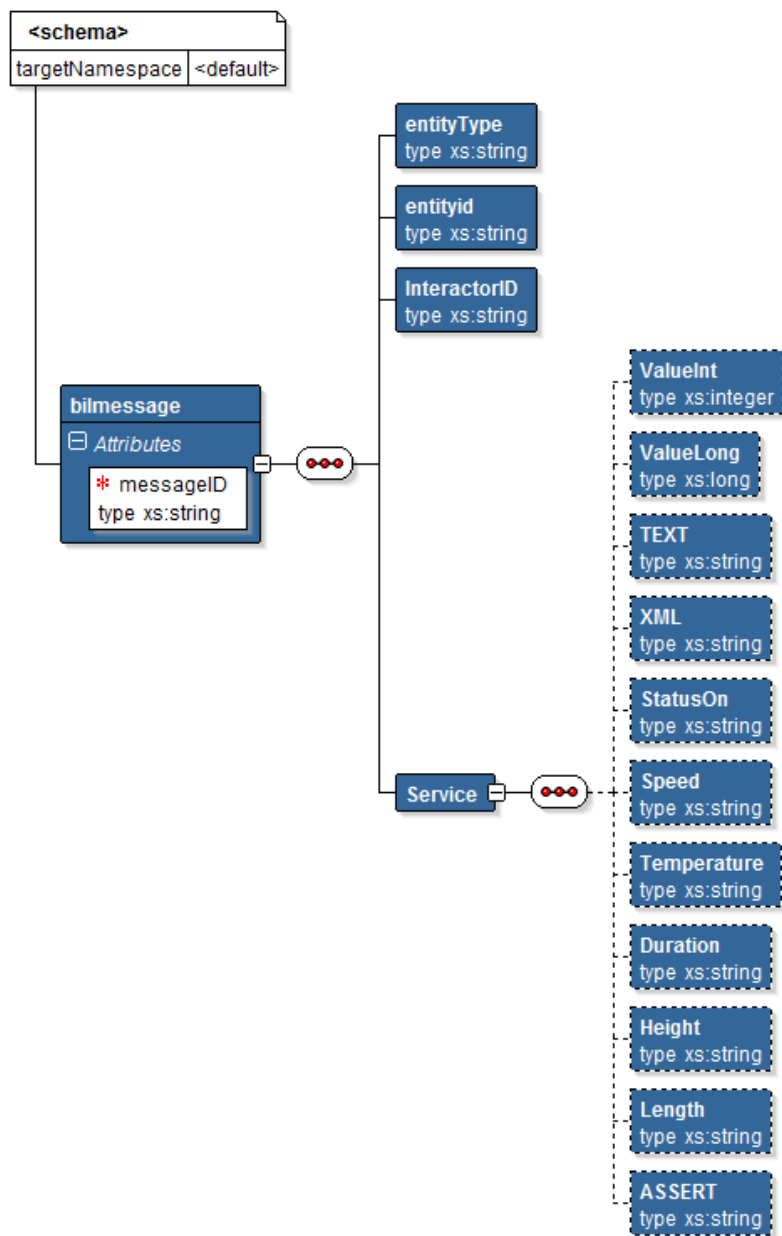 <schema>
targetNamespace <default>
entityType
type xs:string
entityid
type xs:string
InteractorID
type xs:string
bilmessage
Attributes
* messageID
type xs:string
Service
ValueInt
type xs:integer
ValueLong
type xs:long
TEXT
type xs:string
XML
type xs:string
StatusOn
type xs:string
Speed
type xs:string
Temperature
type xs:string
Duration
type xs:string
Height
type xs:string
Length
type xs:string
ASSERT
type xs:string